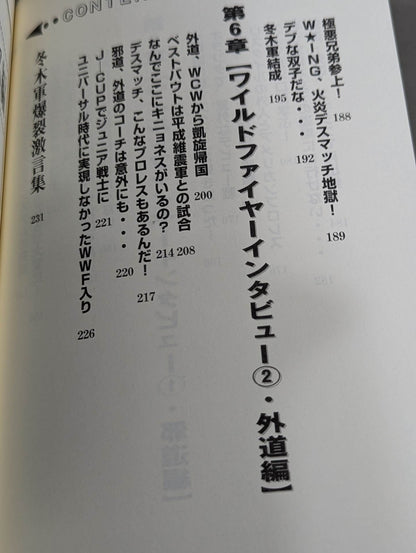 CONTEN
極悪兄弟参上！ 188
W★ING、火炎デスマッチ地獄！ 189
デブな双子だな・・・ 192
冬木軍結成 195
第6章【ワイルドファイヤーインタビュー②・外道編】
外道、WCWから凱旋帰国 200
ベストバウトは平成維震軍との試合 208
なんでここにキニョネスがいるの？ 214
デスマッチ、こんなプロレスもあるんだ！ 217
邪道、外道のコーチは意外にも・・・ 220
J-CUPでジュニア戦士に 221
ユニバーサル時代に実現しなかったWWF入り 226
冬木軍爆裂激言集 231